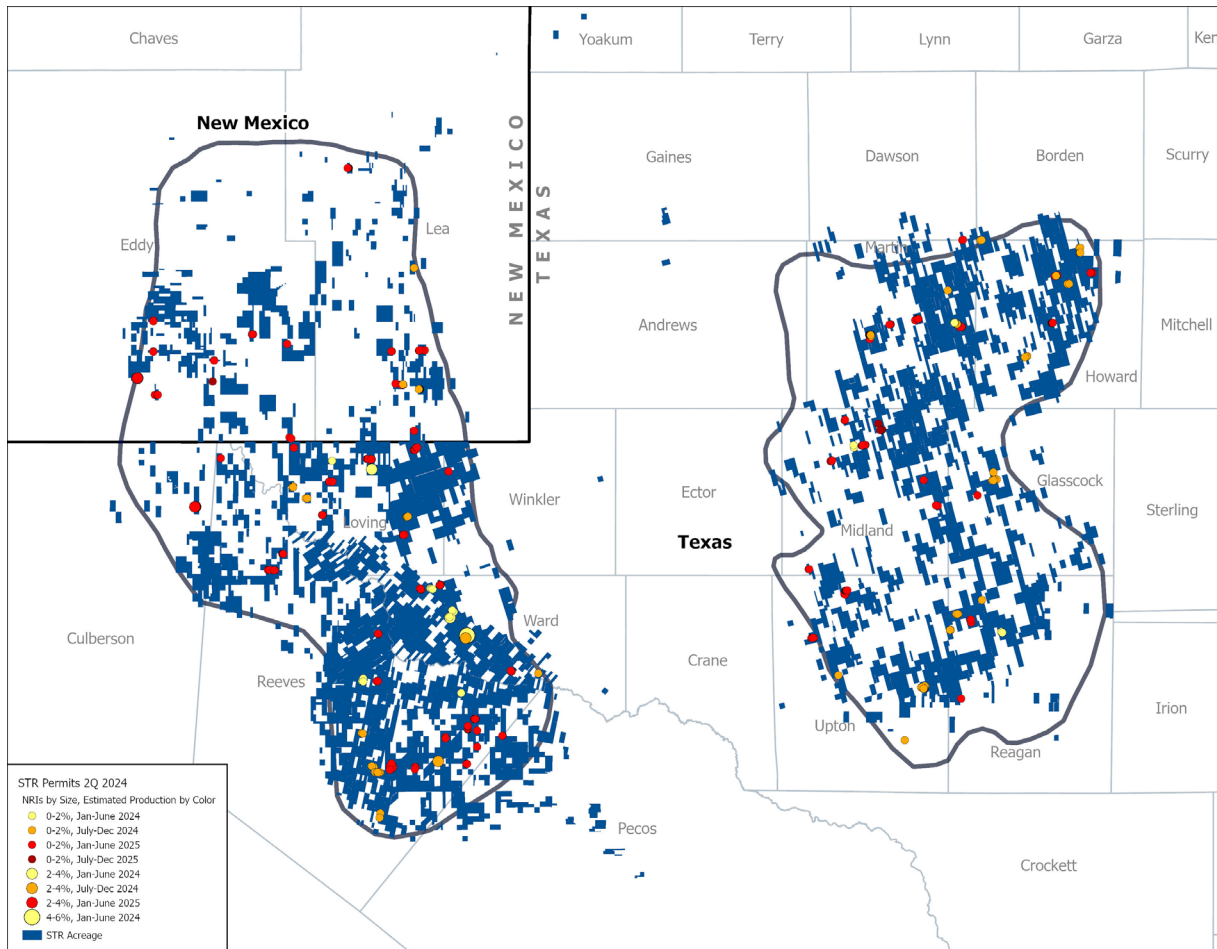 Chaves
Yoakum
Terry
Lynn
Garza
Ken
New Mexico
NEW MEXICO
TEXAS
Gaines
Dawson
Borden
Scurry
Lea
Eddy
Martin
Andrews
Mitchell
Howard
Winkler
Ector
Glasscock
Sterling
Loving
Midland
Texas
Culberson
Ward
Crane
Reeves
Upton
Irion
Reagan
Pecos
Crockett
STR Permits 2Q 2024
NRIs by Size, Estimated Production by Color
0-2%, Jan-June 2024
0-2%, July-Dec 2024
0-2%, Jan-June 2025
0-2%, July-Dec 2025
2-4%, Jan-June 2024
2-4%, July-Dec 2024
2-4%, Jan-June 2025
4-6%, Jan-June 2024
STR Acreage